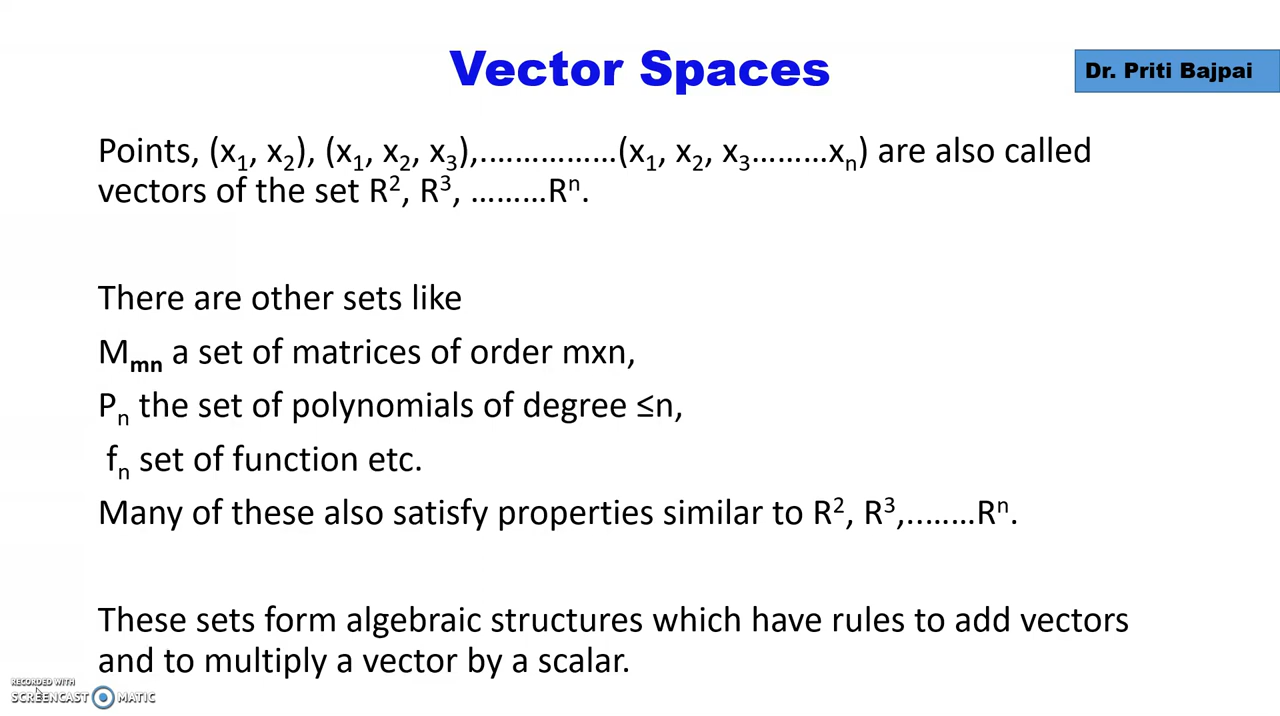 Vector Spaces
Dr. Priti Bajpai
Points, (x₁, x₂), (x₁, x₂, x₃),………………(x₁, x₂, x₃………xₙ) are also called
vectors of the set R², R³, ………Rⁿ.
There are other sets like
Mmn a set of matrices of order mxn,
Pₙ the set of polynomials of degree ≤n,
fₙ set of function etc.
Many of these also satisfy properties similar to R², R³,………Rⁿ.
These sets form algebraic structures which have rules to add vectors
and to multiply a vector by a scalar.
RECORDED WITH
SCREENCAST MATIC